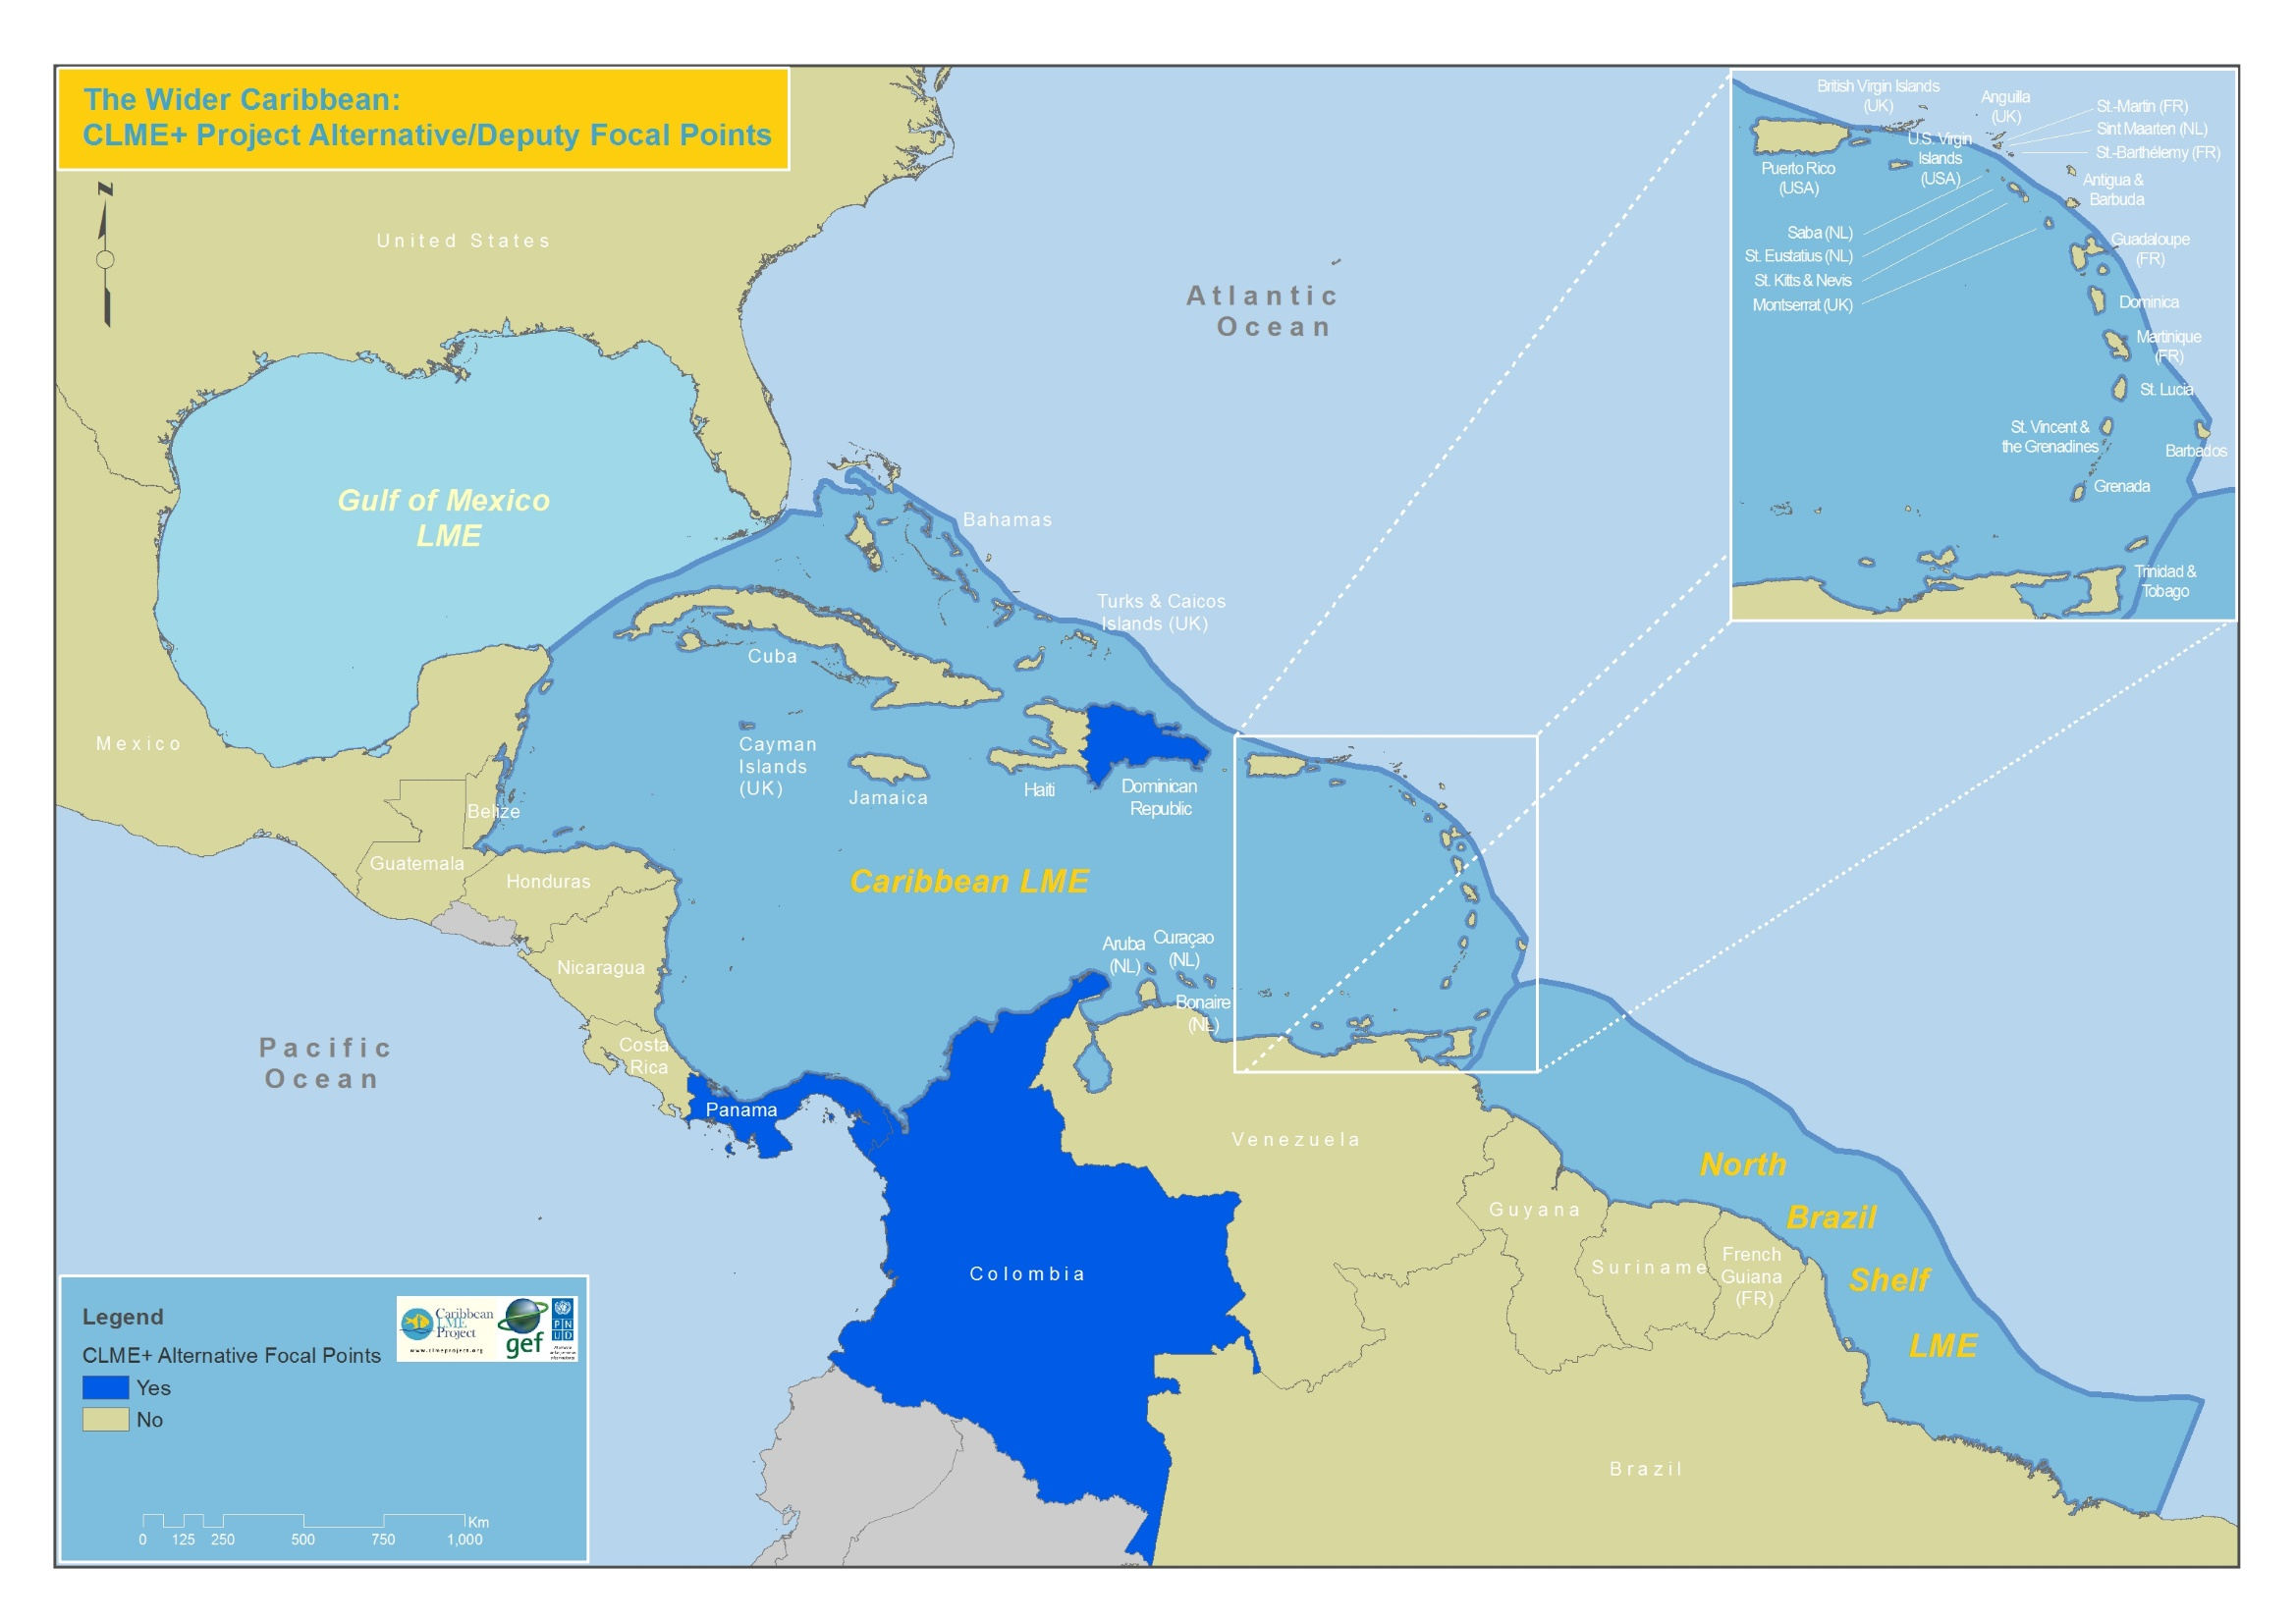 The Wider Caribbean:
CLME+ Project Alternative/Deputy Focal Points
N
United States
Atlantic
Ocean
Gulf of Mexico
LME
Bahamas
Turks & Caicos
Islands (UK)
Cuba
Mexico
Cayman
Islands
(UK)
Jamaica
Haiti
Dominican
Republic
Belize
Guatemala
Honduras
Caribbean LME
Nicaragua
Aruba
(NL)
Curaçao
(NL)
Bonaire
(NL)
Costa
Rica
Pacific
Ocean
Panama
Venezuela
Colombia
Guyana
Suriname
French
Guiana
(FR)
Brazil
North
Brazil
Shelf
LME
British Virgin Islands
(UK)
Anguilla
(UK)
St.-Martin (FR)
Sint Maarten (NL)
St.-Barthélemy (FR)
U.S. Virgin
Islands
(USA)
Puerto Rico
(USA)
Antigua &
Barbuda
Saba (NL)
St. Eustatius (NL)
St. Kitts & Nevis
Montserrat (UK)
Guadaloupe
(FR)
Dominica
Martinique
(FR)
St. Lucia
St. Vincent &
the Grenadines
Barbados
Grenada
Trinidad &
Tobago
Legend
Caribbean
LME
Project
www.clmeproject.org
gef
P N
U D
CLME+ Alternative Focal Points
Yes
No
Km
0 125 250 500 750 1,000